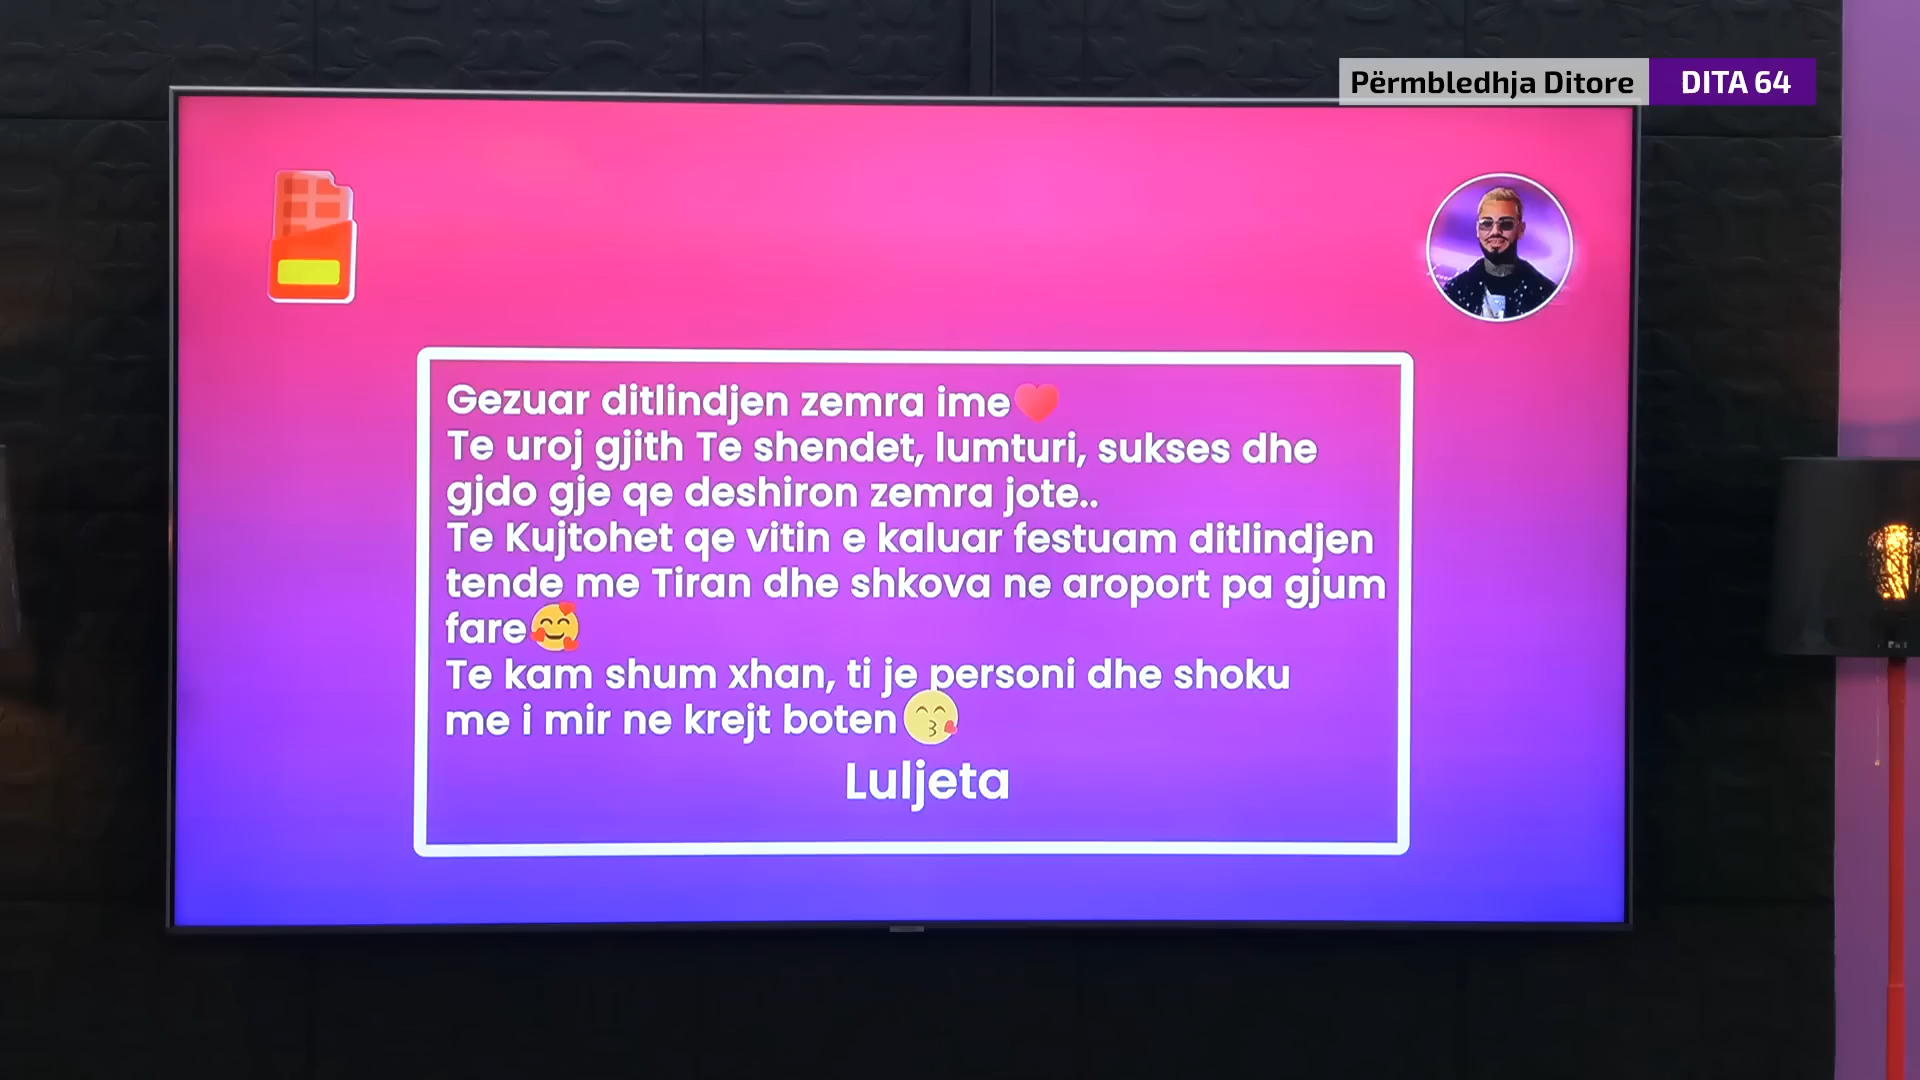 Përmbledhja Ditore DITA 64
Gezuar ditlindjen zemra ime❤️
Te uroj gjith Te shendet, lumturi, sukses dhe
gjdo gje qe deshiron zemra jote..
Te Kujtohet qe vitin e kaluar festuam ditlindjen
tende me Tiran dhe shkova ne aroport pa gjum
fare🥰
Te kam shum xhan, ti je personi dhe shoku
me i mir ne krejt boten😙
Luljeta